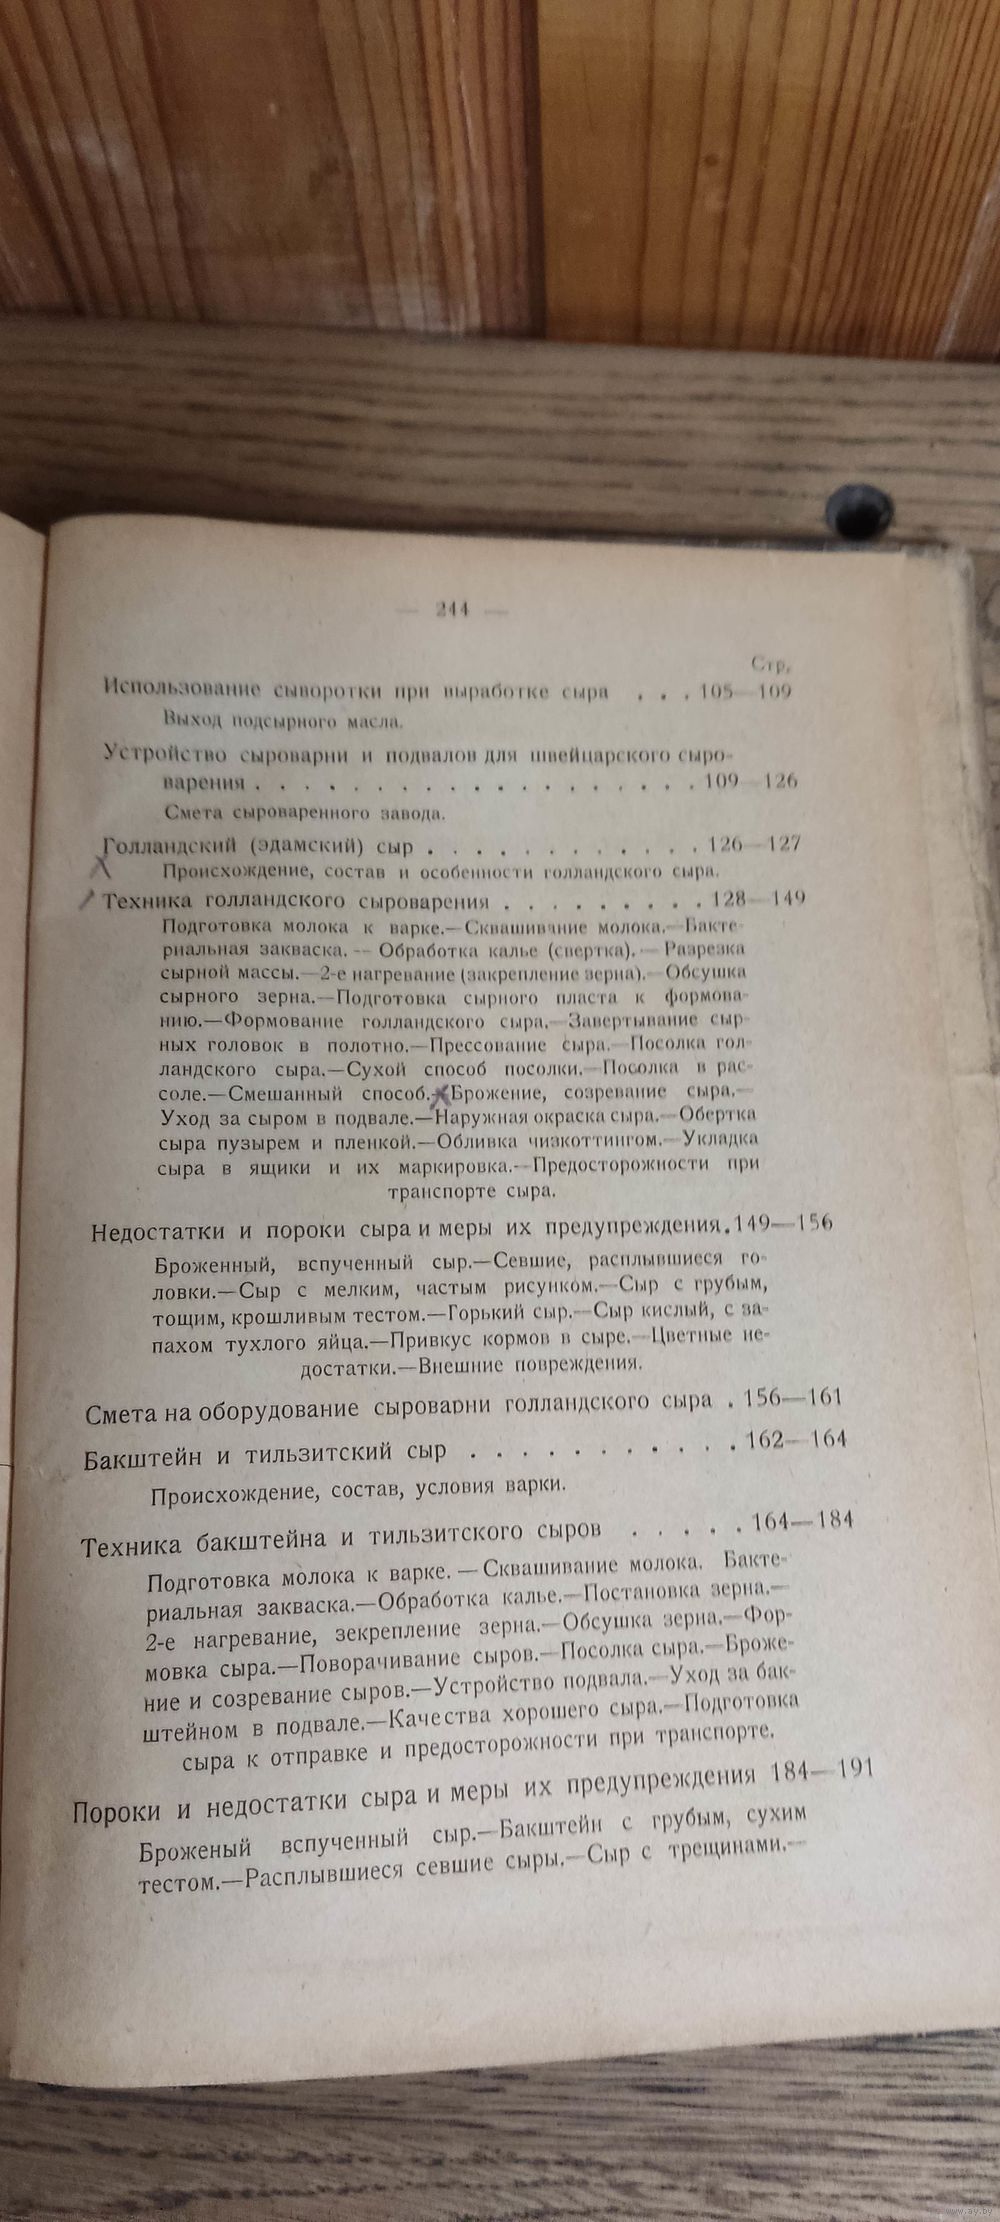 — 244 —
Стр.
Использование сыворотки при выработке сыра . . . 105—109
Выход подсырного масла.
Устройство сыроварни и подвалов для швейцарского сыро-
варения . . . . . . . . . . . . . . . . . . . . . 109—126
Смета сыроваренного завода.
Голландский (эдамский) сыр . . . . . . . . . . . . . 126—127
Происхождение, состав и особенности голландского сыра.
Техника голландского сыроварения . . . . . . . . . 128—149
Подготовка молока к варке.—Сквашивание молока.—Бакте-
риальная закваска. — Обработка калье (свертка). — Разрезка
сырной массы.—2-е нагревание (закрепление зерна).—Обсушка
сырного зерна.—Подготовка сырного пласта к формова-
нию.—Формование голландского сыра.—Завертывание сыр-
ных головок в полотно.—Прессование сыра.—Посолка гол-
ландского сыра.—Сухой способ посолки.—Посолка в рас-
соле.—Смешанный способ.—Брожение, созревание сыра.—
Уход за сыром в подвале.—Наружная окраска сыра.—Обертка
сыра пузырем и пленкой.—Обливка чизкоттингом.—Укладка
сыра в ящики и их маркировка.—Предосторожности при
транспорте сыра.
Недостатки и пороки сыра и меры их предупреждения . 149—156
Броженный, вспученный сыр.—Севшие, расплывшиеся го-
ловки.—Сыр с мелким, частым рисунком.—Сыр с грубым,
тощим, крошливым тестом.—Горький сыр.—Сыр кислый, с за-
пахом тухлого яйца.—Привкус кормов в сыре.—Цветные не-
достатки.—Внешние повреждения.
Смета на оборудование сыроварни голландского сыра . 156—161
Бакштейн и тильзитский сыр . . . . . . . . . . . . 162—164
Происхождение, состав, условия варки.
Техника бакштейна и тильзитского сыров . . . . . 164—184
Подготовка молока к варке. — Сквашивание молока. Бакте-
риальная закваска.—Обработка калье.—Постановка зерна.—
2-е нагревание, зекрепление зерна.—Обсушка зерна.—Фор-
мовка сыра.—Поворачивание сыров.—Посолка сыра.—Броже-
ние и созревание сыров.—Устройство подвала.—Уход за бак-
штейном в подвале.—Качества хорошего сыра.—Подготовка
сыра к отправке и предосторожности при транспорте.
Пороки и недостатки сыра и меры их предупреждения 184—191
Броженый вспученный сыр.—Бакштейн с грубым, сухим
тестом.—Расплывшиеся севшие сыры.—Сыр с трещинами.—
www.ay.by